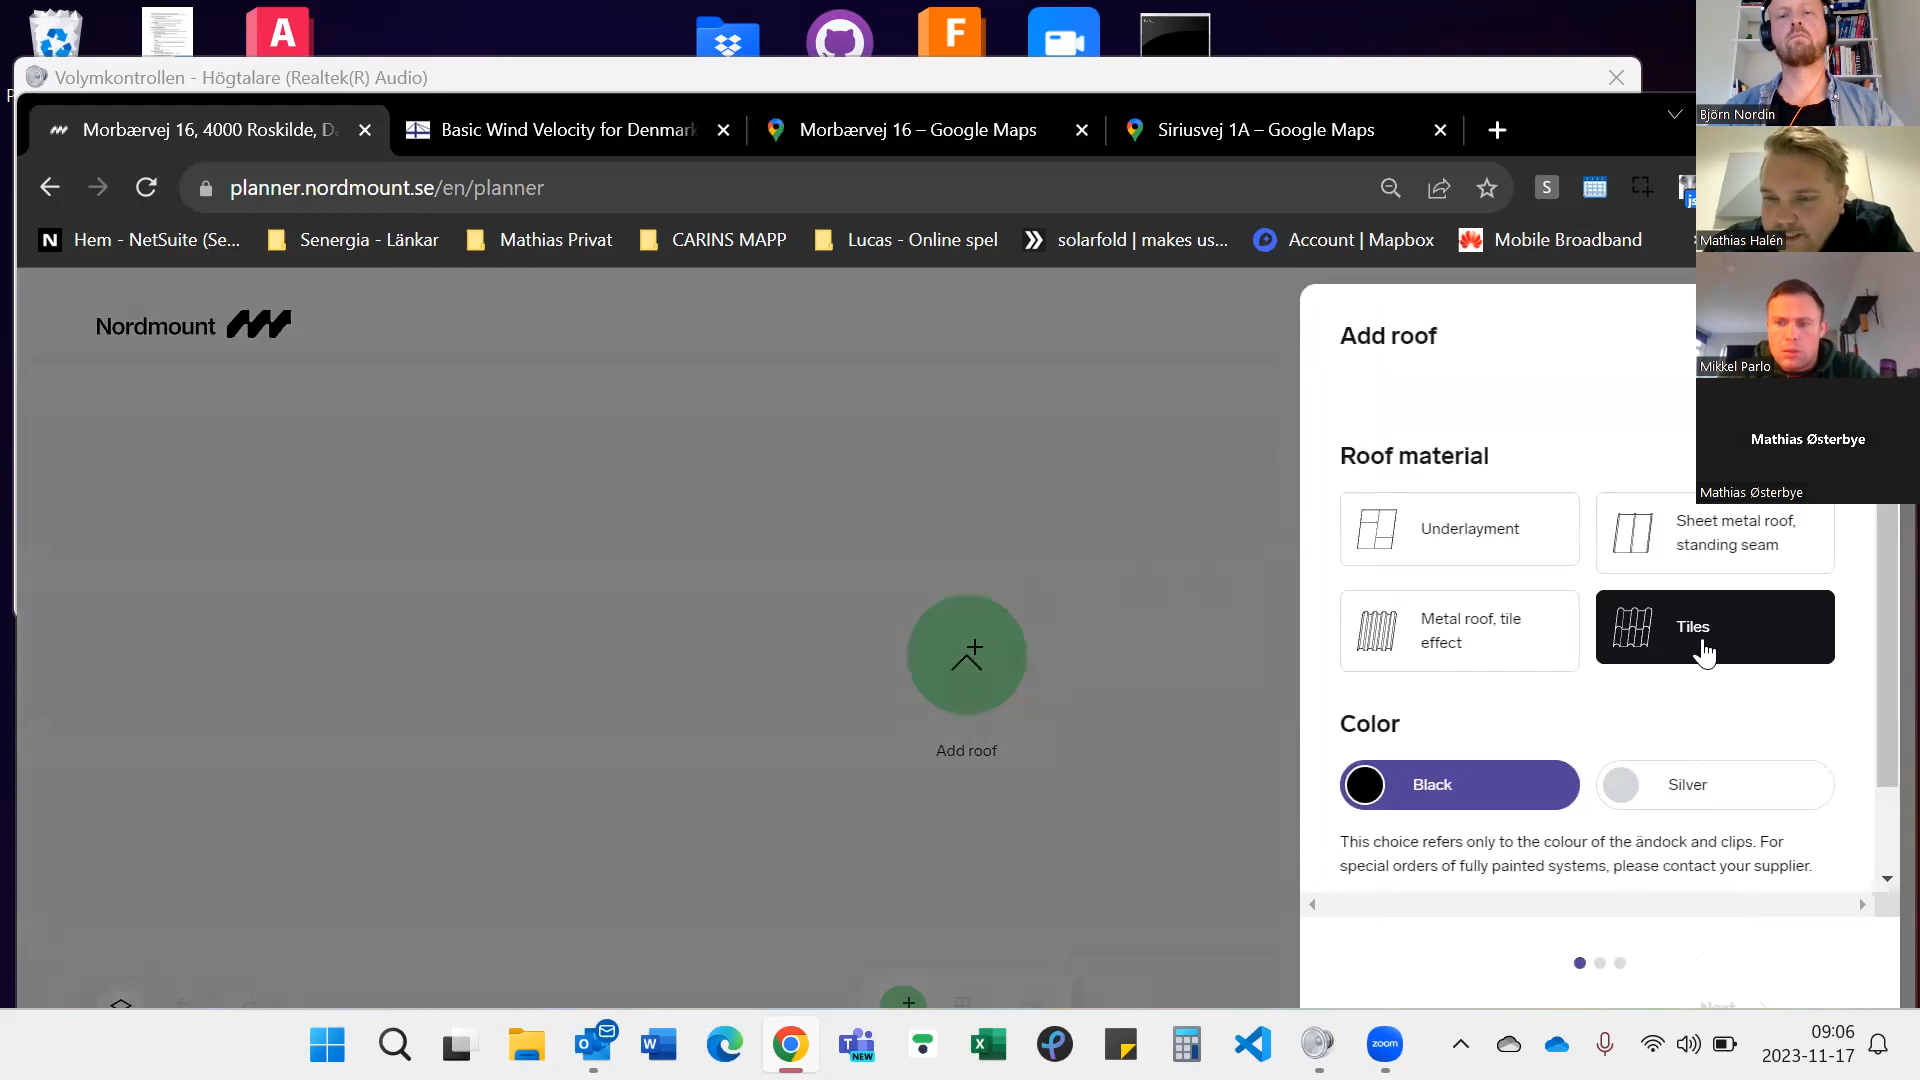 Volymkontrollen - Högtalare (Realtek(R) Audio)
Björn Nordin
Morbærvej 16, 4000 Roskilde, Da
Basic Wind Velocity for Denmark
Morbærvej 16 – Google Maps
Siriusvej 1A – Google Maps
planner.nordmount.se/en/planner
S
js
Mathias Halén
N
Hem - NetSuite (Se...
Senergia - Länkar
Mathias Privat
CARINS MAPP
Lucas - Online spel
solarfold | makes us...
Account | Mapbox
Mobile Broadband
Nordmount
Add roof
Mikkel Parlo
Mathias Østerbye
Mathias Østerbye
Roof material
Underlayment
Sheet metal roof,
standing seam
Metal roof, tile
effect
Tiles
Add roof
Color
Black
Silver
This choice refers only to the colour of the ändock and clips. For
special orders of fully painted systems, please contact your supplier.
Next
NEW
zoom
09:06
2023-11-17